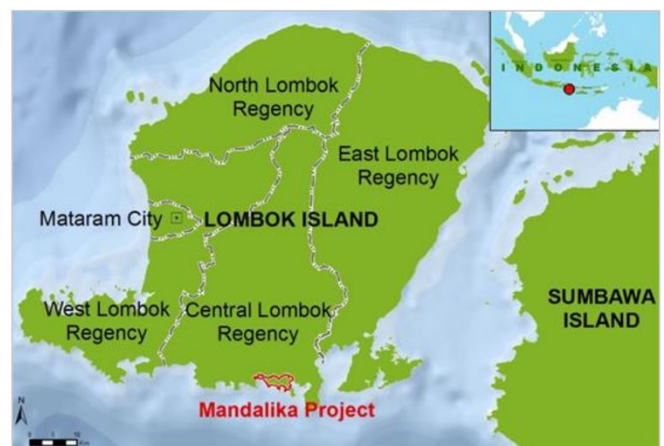 INDONESIA
North Lombok
Regency
East Lombok
Regency
Mataram City
LOMBOK ISLAND
SUMBAWA
ISLAND
West Lombok
Regency
Central Lombok
Regency
Mandalika Project
N